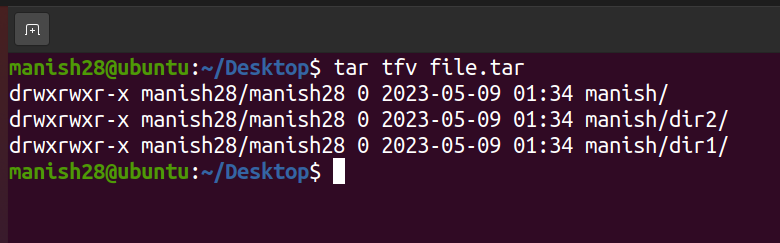 manish28@ubuntu:~/Desktop$ tar tfv file.tar
drwxrwxr-x manish28/manish28 0 2023-05-09 01:34 manish/
drwxrwxr-x manish28/manish28 0 2023-05-09 01:34 manish/dir2/
drwxrwxr-x manish28/manish28 0 2023-05-09 01:34 manish/dir1/
manish28@ubuntu:~/Desktop$